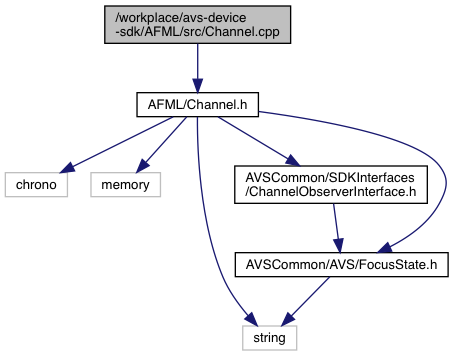 /workplace/avs-device
-sdk/AFML/src/Channel.cpp
AFML/Channel.h
chrono
memory
AVSCommon/SDKInterfaces
/ChannelObserverInterface.h
AVSCommon/AVS/FocusState.h
string